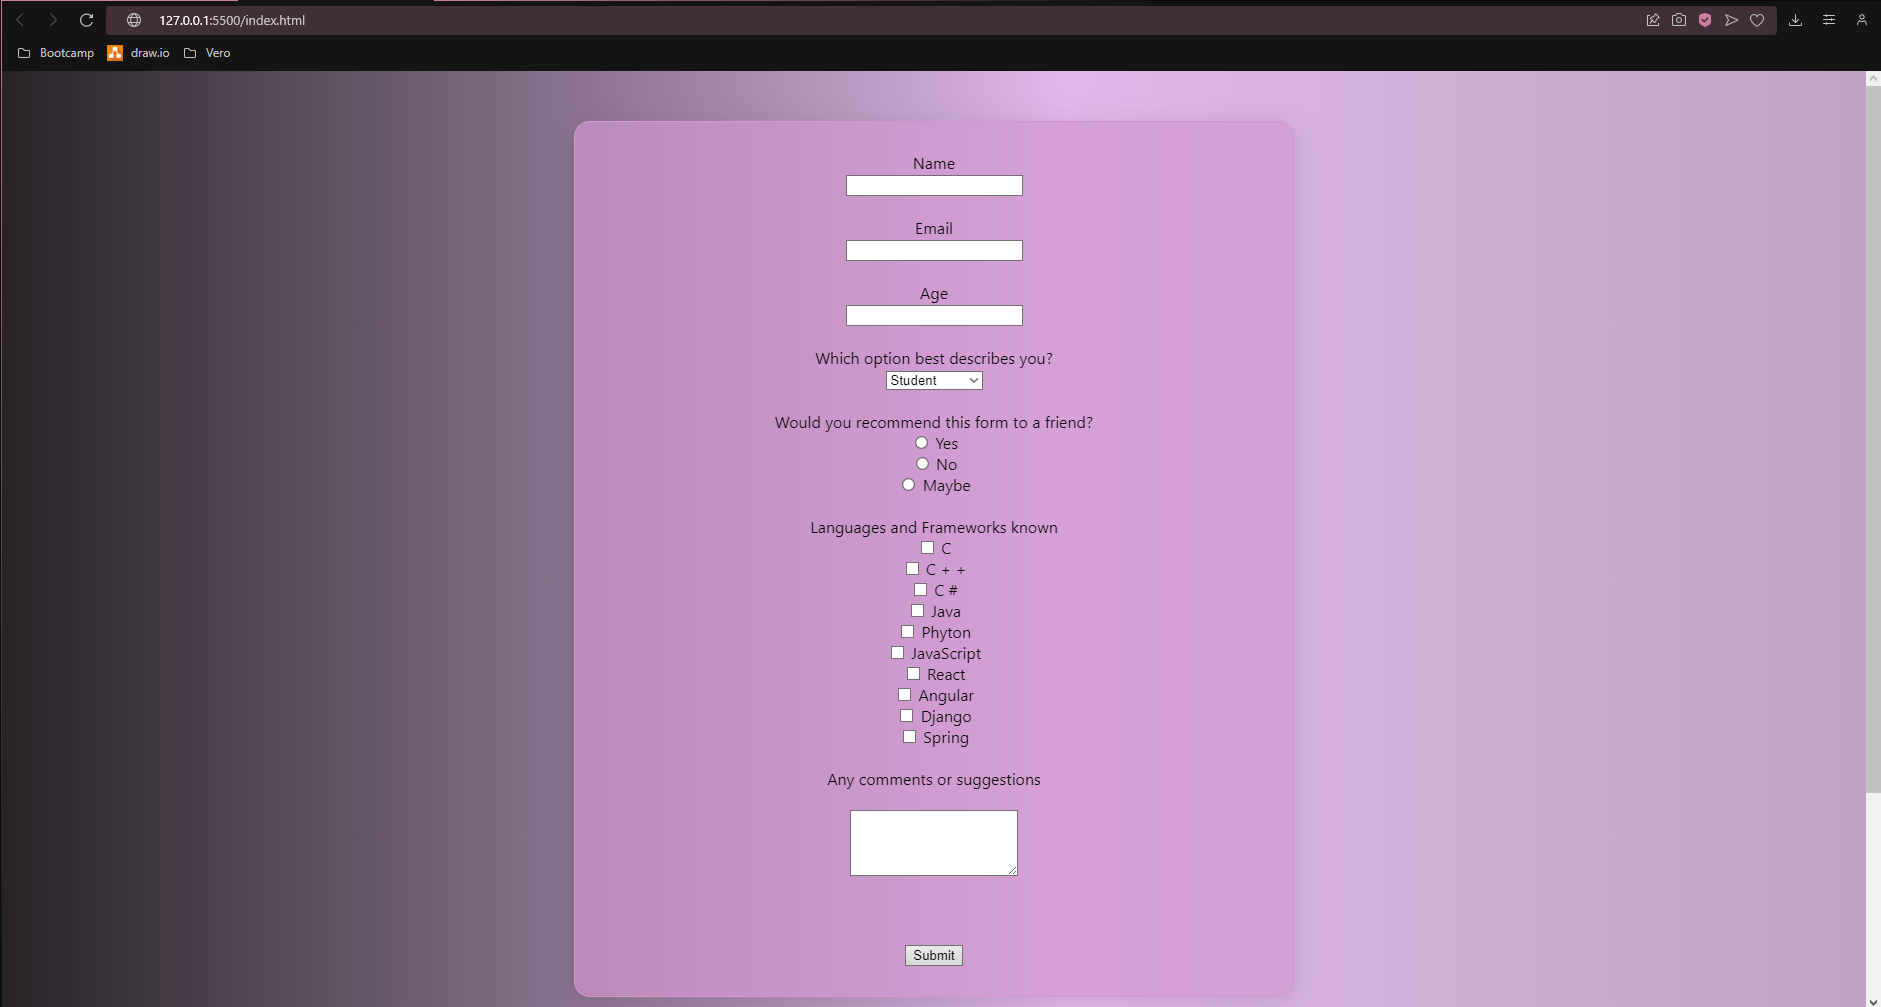 127.0.0.1:5500/index.html
Bootcamp draw.io Vero
Name
Email
Age
Which option best describes you?
Student
Would you recommend this form to a friend?
Yes
No
Maybe
Languages and Frameworks known
C
C + +
C #
Java
Phyton
JavaScript
React
Angular
Django
Spring
Any comments or suggestions
Submit